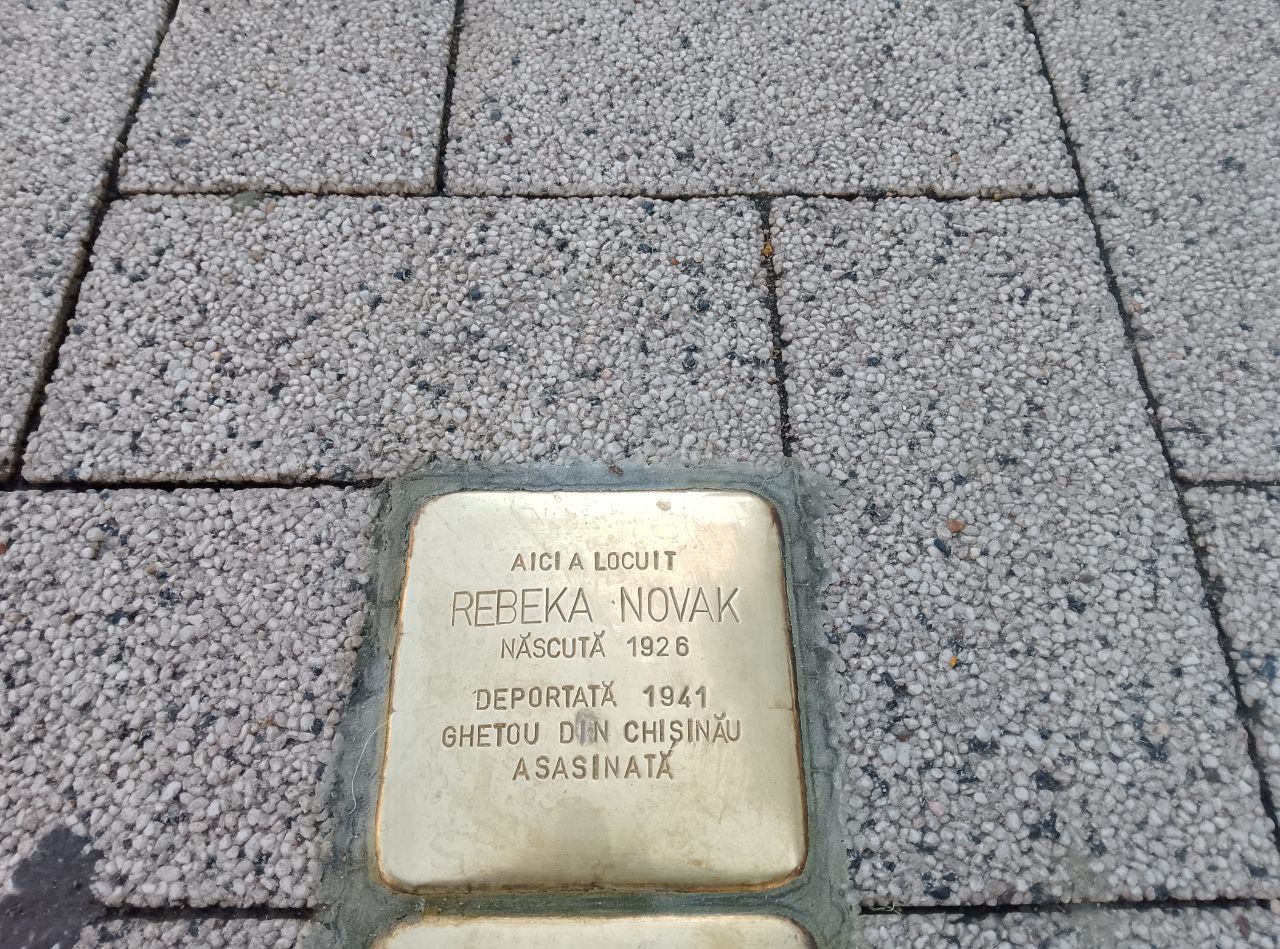 AICI A LOCUIT
REBEKA NOVAK
NĂSCUTĂ 1926
DEPORTATĂ 1941
GHETOU DIN CHIȘINĂU
ASASINATĂ